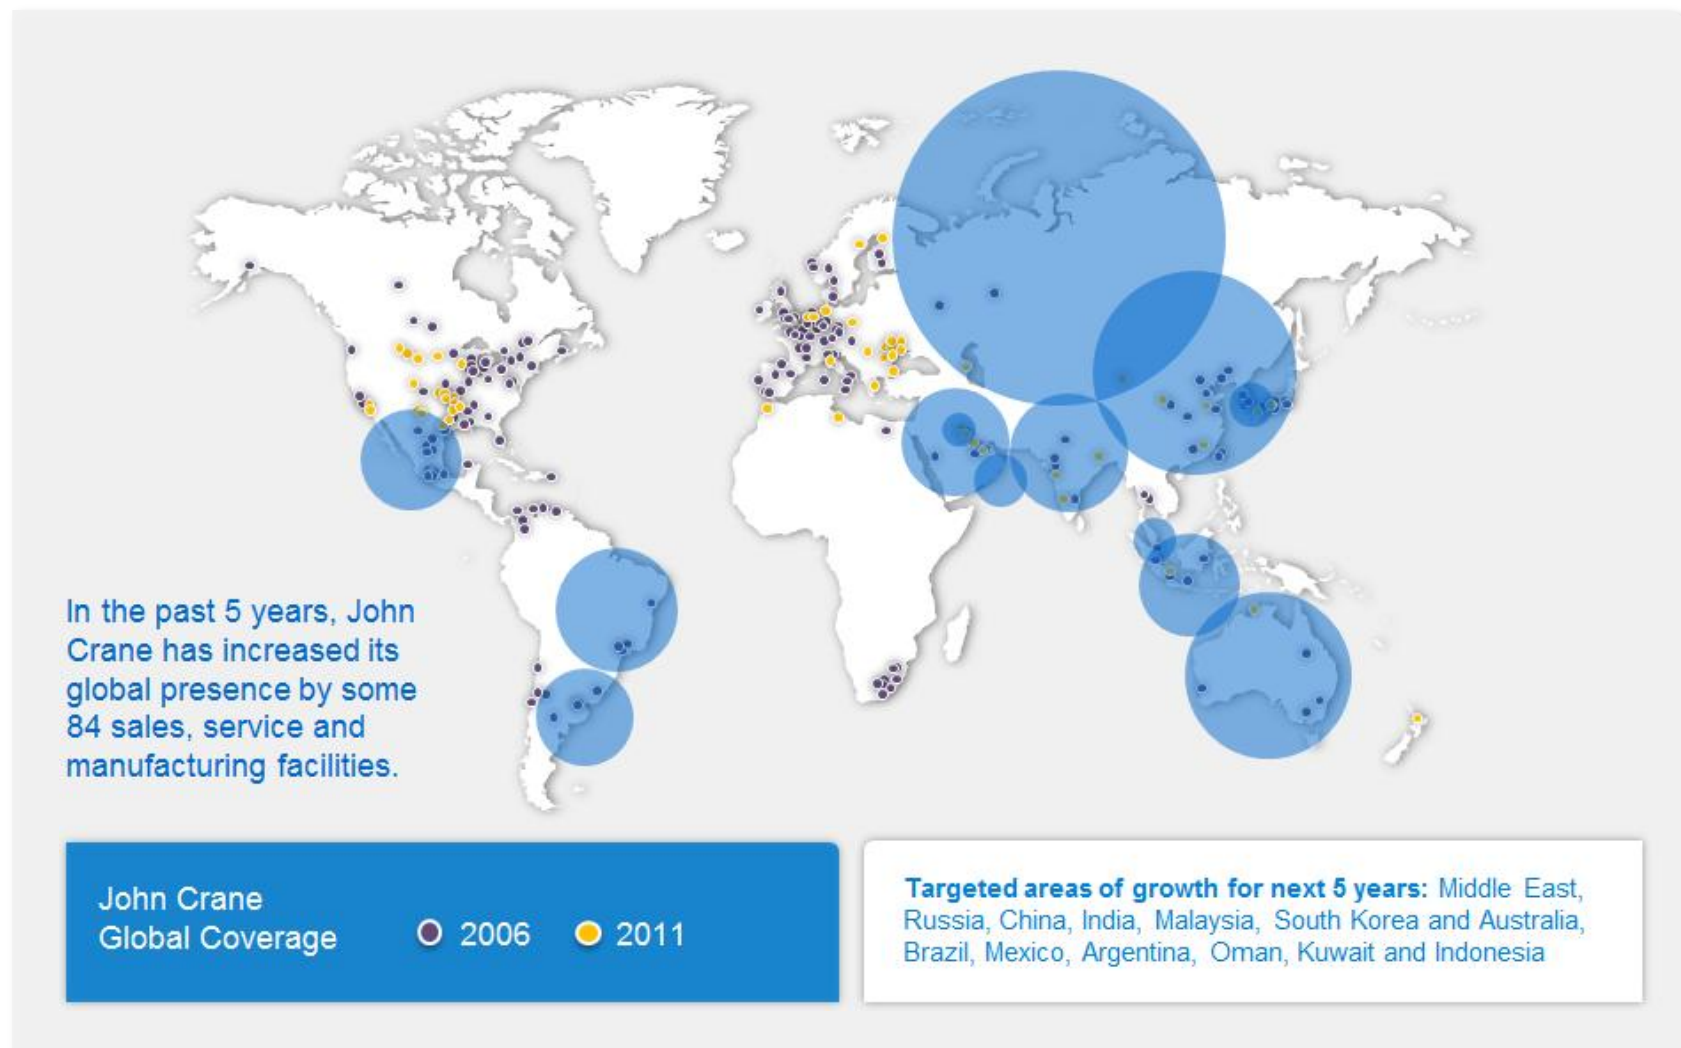 In the past 5 years, John
Crane has increased its
global presence by some
84 sales, service and
manufacturing facilities.
John Crane
Global Coverage
2006
2011
Targeted areas of growth for next 5 years: Middle East,
Russia, China, India, Malaysia, South Korea and Australia,
Brazil, Mexico, Argentina, Oman, Kuwait and Indonesia